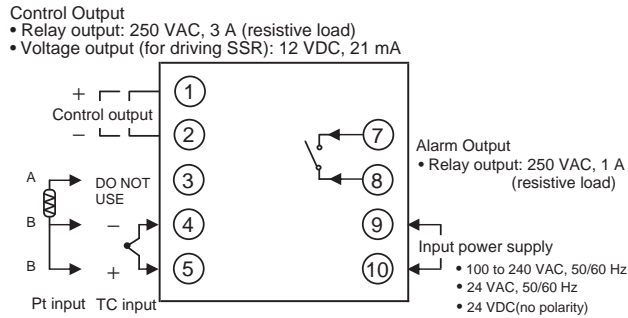 Control Output
• Relay output: 250 VAC, 3 A (resistive load)
• Voltage output (for driving SSR): 12 VDC, 21 mA
+
Control output
−
1
2
3
4
5
7
8
9
10
A
B
B
DO NOT
USE
−
+
Pt input
TC input
Alarm Output
• Relay output: 250 VAC, 1 A
(resistive load)
Input power supply
• 100 to 240 VAC, 50/60 Hz
• 24 VAC, 50/60 Hz
• 24 VDC(no polarity)